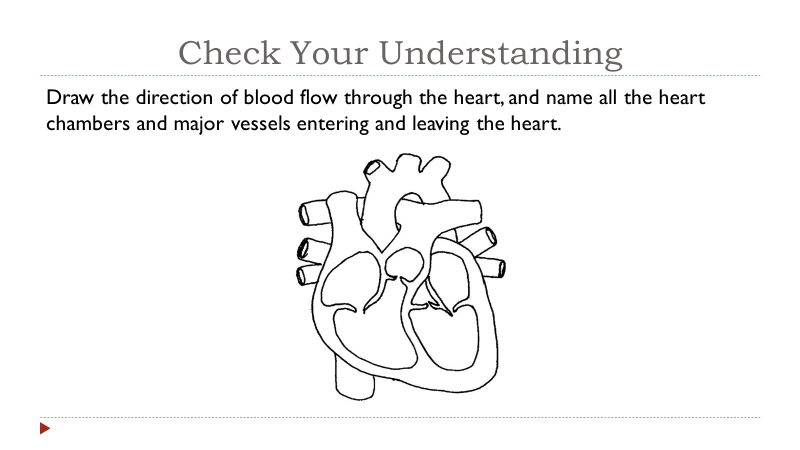 Check Your Understanding
Draw the direction of blood flow through the heart, and name all the heart
chambers and major vessels entering and leaving the heart.